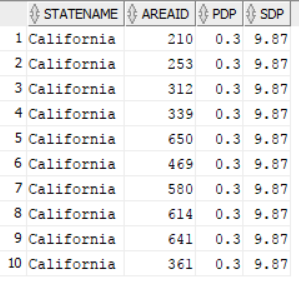 STATENAME AREAID PDP SDP
1 California 210 0.3 9.87
2 California 253 0.3 9.87
3 California 312 0.3 9.87
4 California 339 0.3 9.87
5 California 650 0.3 9.87
6 California 469 0.3 9.87
7 California 580 0.3 9.87
8 California 614 0.3 9.87
9 California 641 0.3 9.87
10 California 361 0.3 9.87